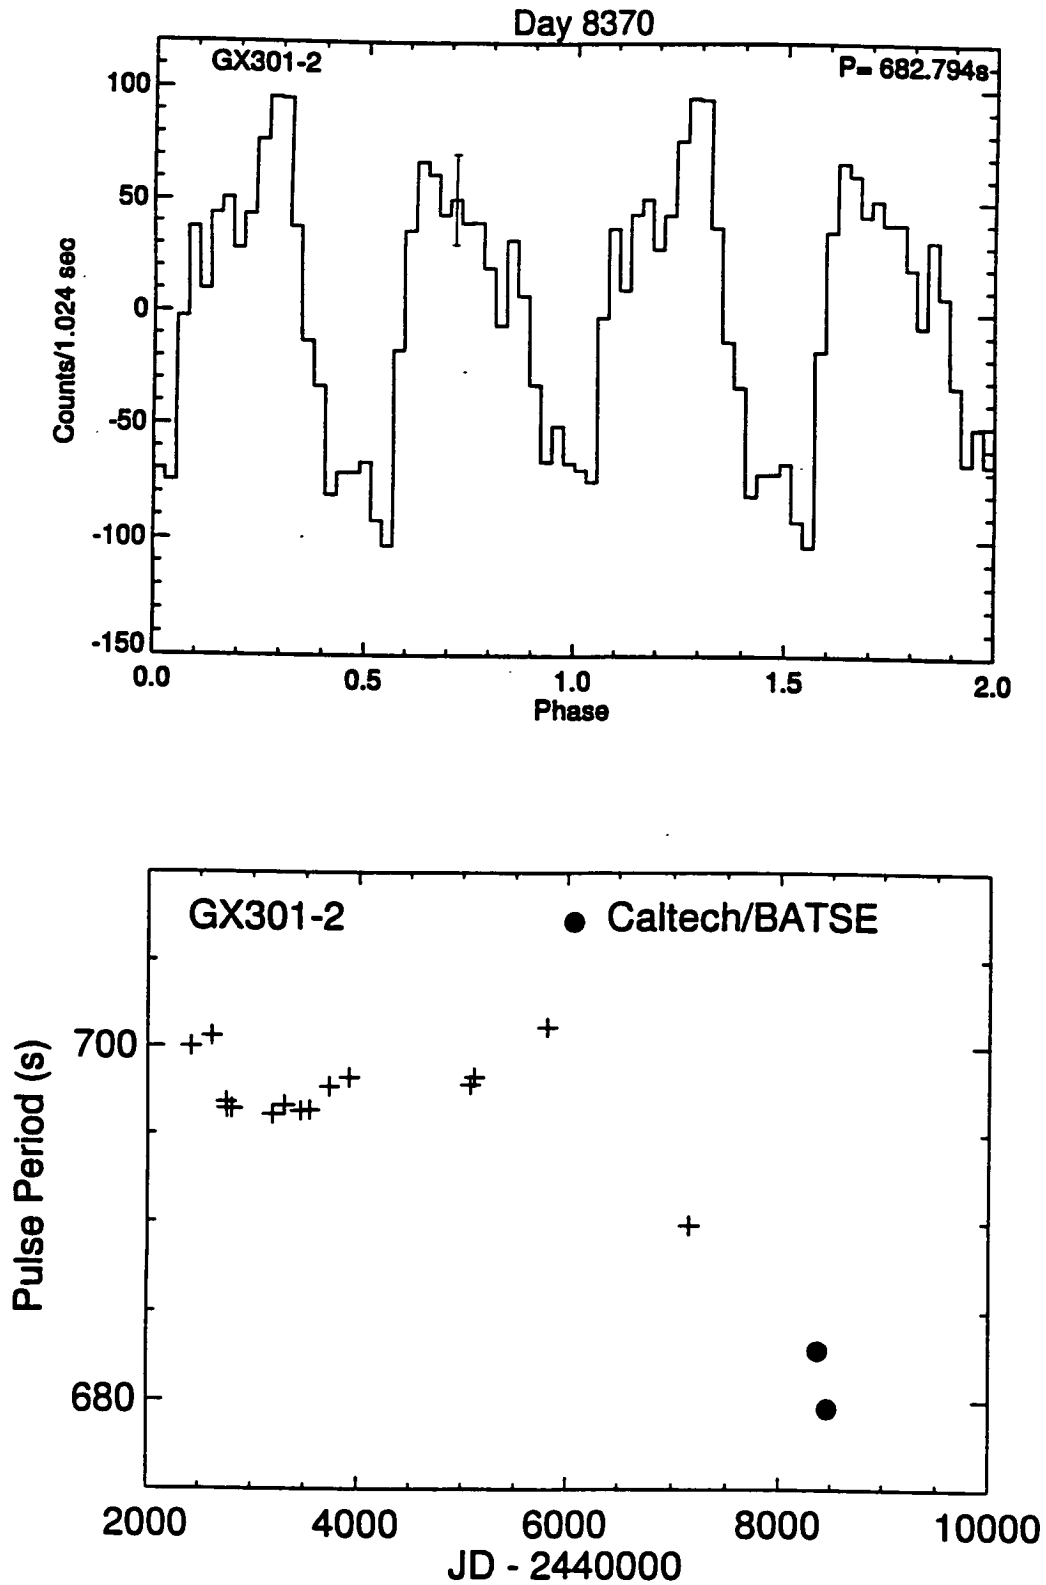 Day 8370
GX301-2
P= 682.794s
100
50
0
-50
-100
-150
Counts/1.024 sec
0.0 0.5 1.0 1.5 2.0
Phase
GX301-2
Caltech/BATSE
700
680
Pulse Period (s)
2000 4000 6000 8000 10000
JD - 2440000